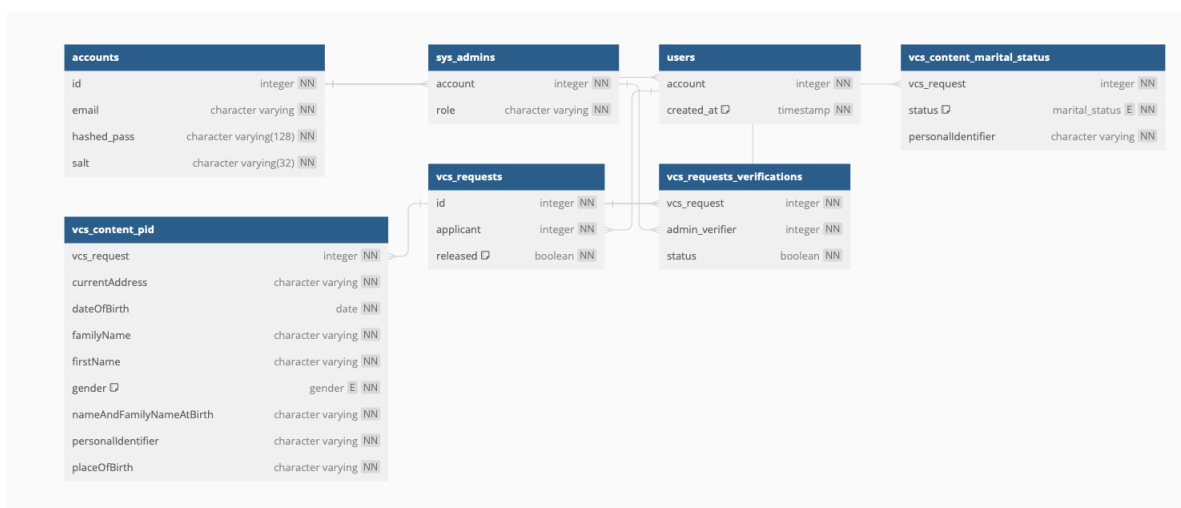 accounts
id integer NN
email character varying NN
hashed_pass character varying(128) NN
salt character varying(32) NN
sys_admins
account integer NN
role character varying NN
users
account integer NN
created_at timestamp NN
vcs_content_marital_status
vcs_request integer NN
status marital_status E NN
personalIdentifier character varying NN
vcs_requests
id integer NN
applicant integer NN
released boolean NN
vcs_requests_verifications
vcs_request integer NN
admin_verifier integer NN
status boolean NN
vcs_content_pid
vcs_request integer NN
currentAddress character varying NN
dateOfBirth date NN
familyName character varying NN
firstName character varying NN
gender gender E NN
nameAndFamilyNameAtBirth character varying NN
personalIdentifier character varying NN
placeOfBirth character varying NN